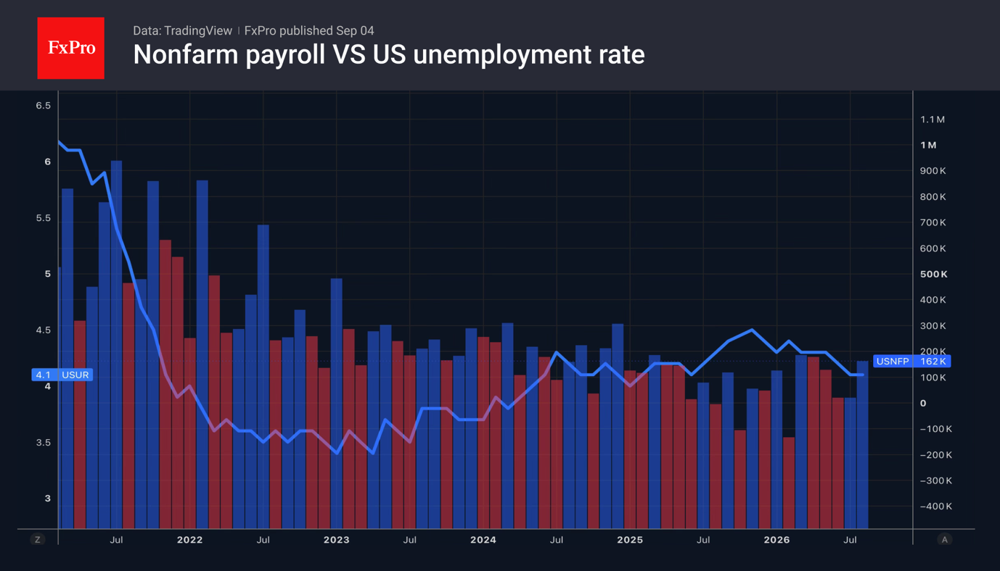 FxPro
Data: TradingView | FxPro published Sep 04
Nonfarm payroll VS US unemployment rate
6.5
6
5.5
5
4.5
4.1 USUR
4
3.5
3
1.1 M
1 M
900 K
800 K
700 K
600 K
500 K
400 K
300 K
200 K
USNFP 162 K
100 K
0
−100 K
−200 K
−300 K
−400 K
Z Jul 2022 Jul 2023 Jul 2024 Jul 2025 Jul 2026 Jul A